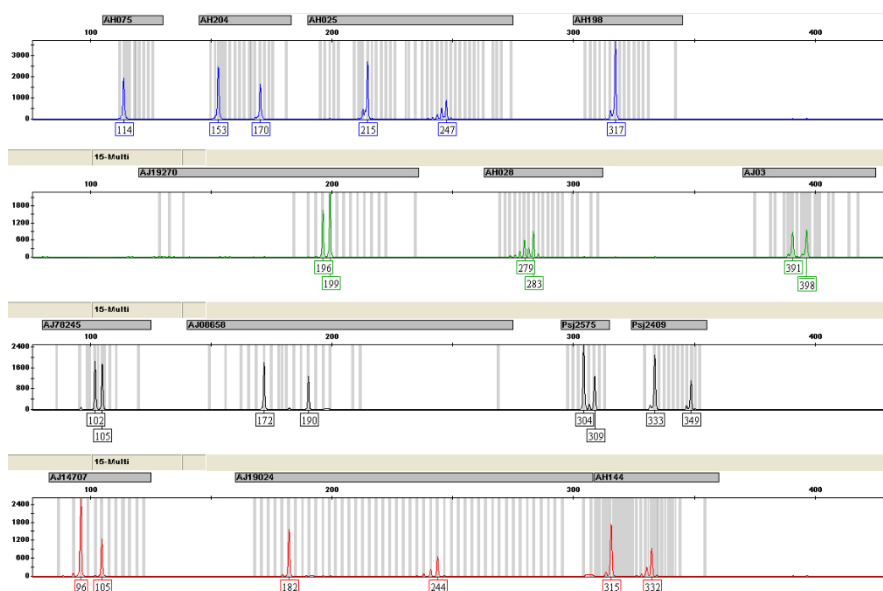 AH075 AH204 AH025 AH198
100 200 300 400
3000
2000
1000
0
114 153 170 215 247 317
15-Multi
AJ19270 AH028 AJ03
100 200 300 400
1800
1200
600
0
196 279 391
199 283 398
15-Multi
AJ78245 AJ08658 Psj2575 Psj2409
100 200 300 400
2400
1600
800
0
102 172 190 304 333 349
105 309
15-Multi
AJ14707 AJ19024 AH144
100 200 300 400
2400
1800
1200
600
0
96 105 182 244 315 332